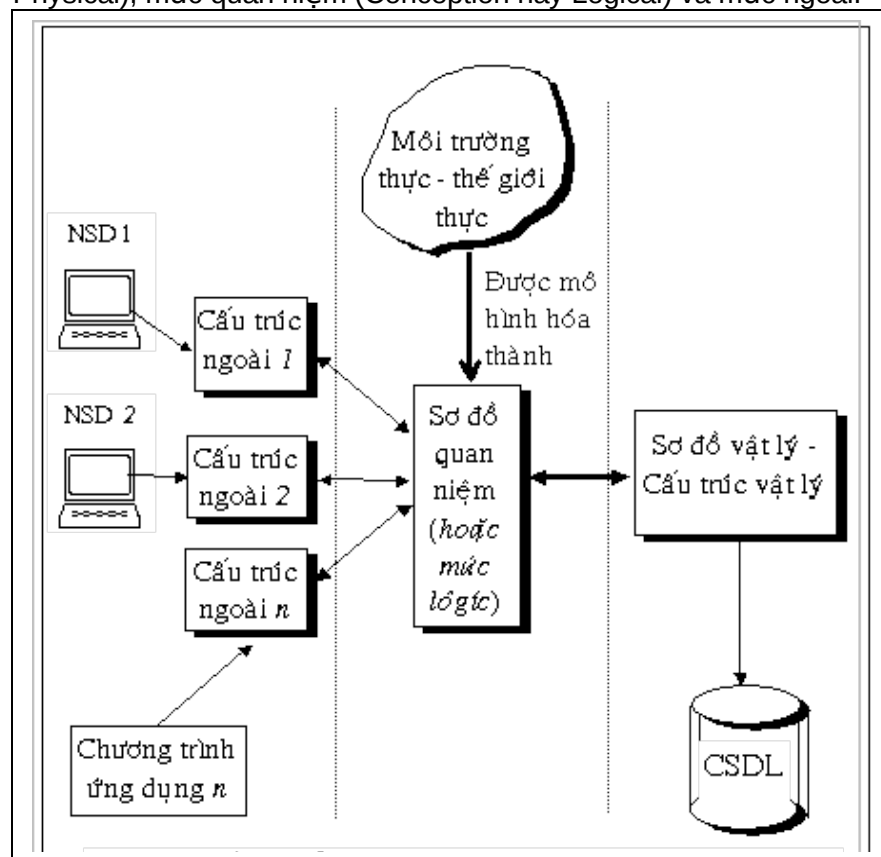 Physical), mức quan niệm (Conception hay Logical) và mức ngoài.
Môi trường
thực - thế giới
thực
NSD 1
Được mô
hình hóa
thành
Cấu trúc
ngoài 1
NSD 2
Cấu trúc
ngoài 2
Cấu trúc
ngoài n
Sơ đồ
quan
niệm
(hoặc
mức
lôgíc)
Sơ đồ vật lý -
Cấu trúc vật lý
Chương trình
ứng dụng n
CSDL